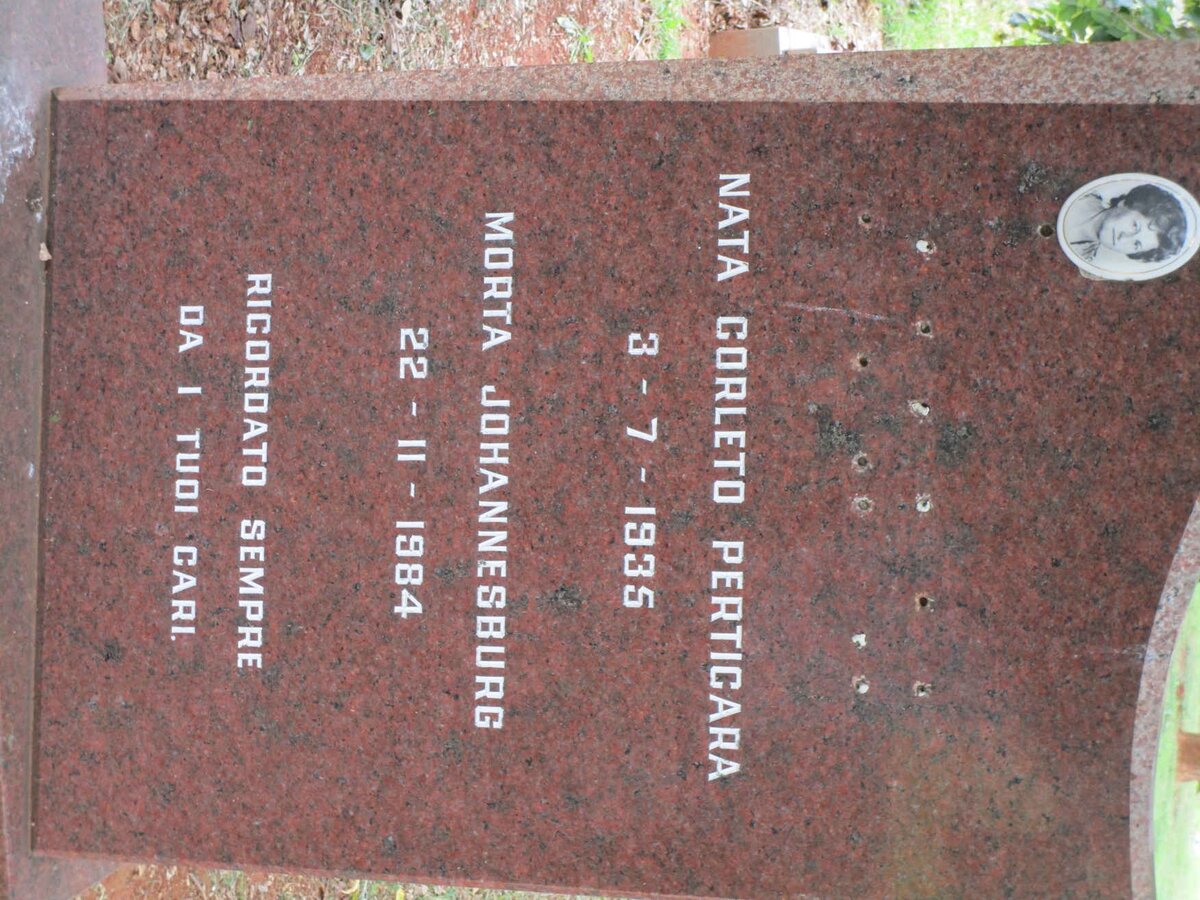 NATA CORLETO PERTICARA
3 - 7 - 1935
MORTA JOHANNESBURG
22 - 11 - 1984
RICORDATO SEMPRE
DA I TUOI CARI.